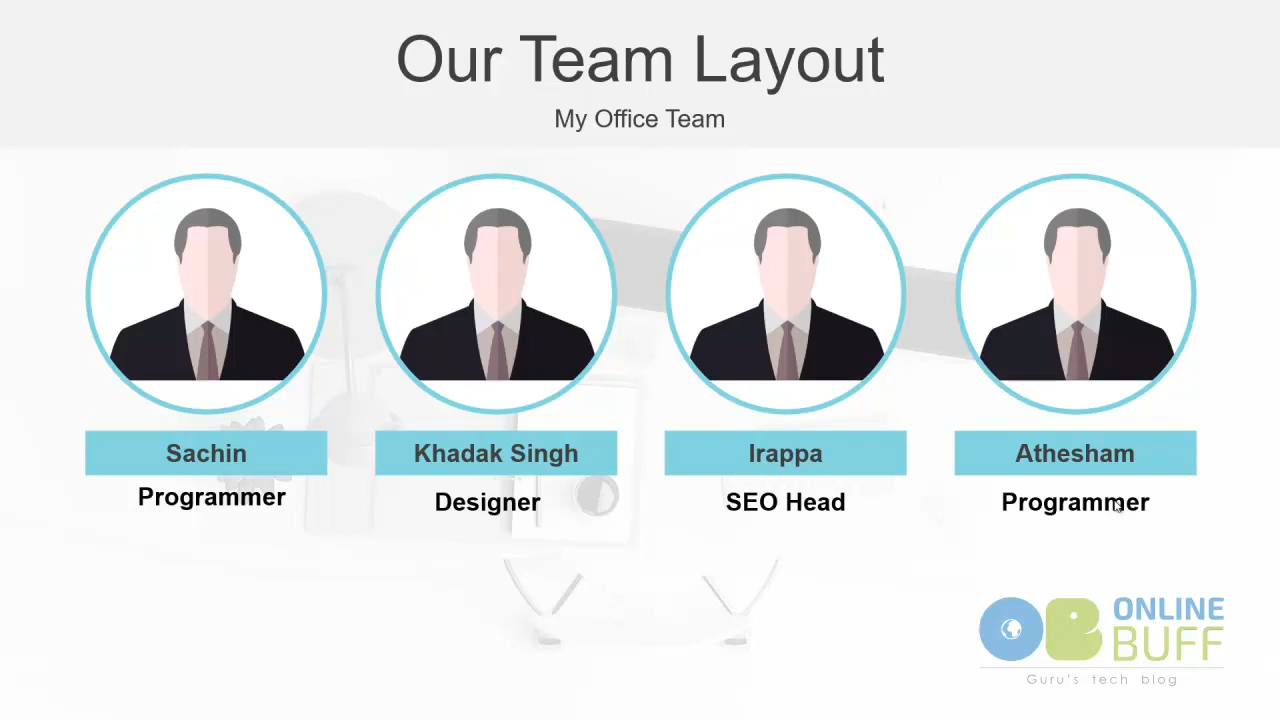 Our Team Layout
My Office Team
Sachin
Khadak Singh
Irappa
Athesham
Programmer
Designer
SEO Head
Programmer
ONLINE
BUFF
Guru's tech blog